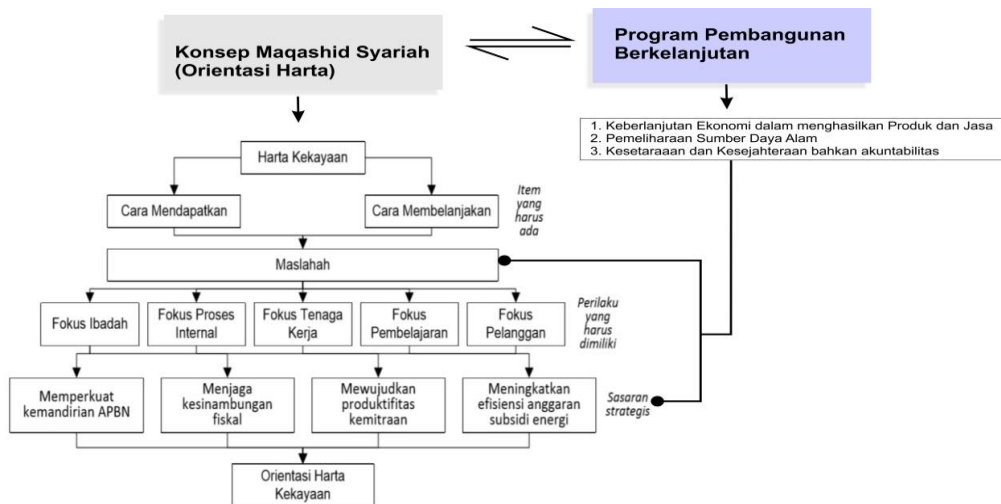 Konsep Maqashid Syariah
(Orientasi Harta)
Program Pembangunan
Berkelanjutan
1. Keberlanjutan Ekonomi dalam menghasilkan Produk dan Jasa
2. Pemeliharaan Sumber Daya Alam
3. Kesetaraaan dan Kesejahteraan bahkan akuntabilitas
Harta Kekayaan
Cara Mendapatkan
Cara Membelanjakan
Item
yang
harus
ada
Maslahah
Fokus Ibadah
Fokus Proses
Internal
Fokus Tenaga
Kerja
Fokus
Pembelajaran
Fokus
Pelanggan
Perilaku
yang
harus
dimiliki
Memperkuat
kemandirian APBN
Menjaga
kesinambungan
fiskal
Mewujudkan
produktifitas
kemitraan
Meningkatkan
efisiensi anggaran
subsidi energi
Sasaran
strategis
Orientasi Harta
Kekayaan